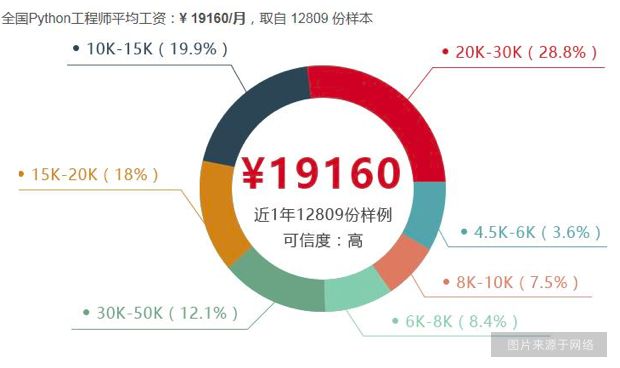 全国Python工程师平均工资：¥ 19160/月，取自 12809 份样本
10K-15K ( 19.9% )
20K-30K ( 28.8% )
15K-20K ( 18% )
¥19160
近1年12809份样例
可信度：高
4.5K-6K ( 3.6% )
8K-10K ( 7.5% )
30K-50K ( 12.1% )
6K-8K ( 8.4% )
图片来源于网络